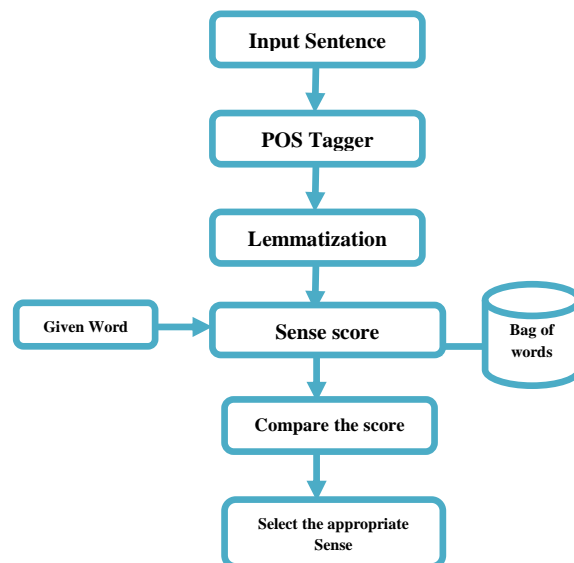 Input Sentence
POS Tagger
Lemmatization
Given Word
Sense score
Bag of
words
Compare the score
Select the appropriate
Sense